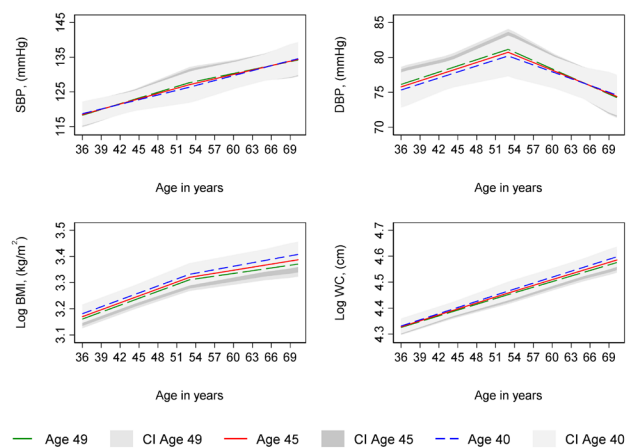 SBP, (mmHg)
115 125 135 145
36 39 42 45 48 51 54 57 60 63 66 69
Age in years
DBP, (mmHg)
70 75 80 85
36 39 42 45 48 51 54 57 60 63 66 69
Age in years
Log BMI, (kg/m²)
3.1 3.2 3.3 3.4 3.5
36 39 42 45 48 51 54 57 60 63 66 69
Age in years
Log WC, (cm)
4.3 4.4 4.5 4.6 4.7
36 39 42 45 48 51 54 57 60 63 66 69
Age in years
Age 49 CI Age 49 Age 45 CI Age 45 Age 40 CI Age 40